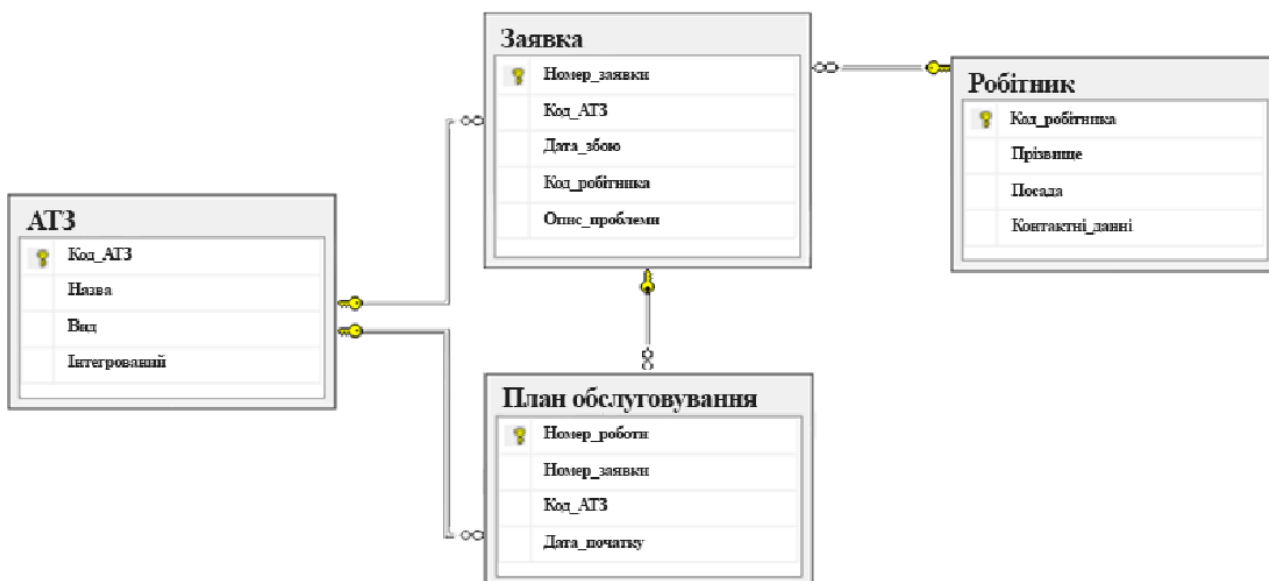 Заявка
Номер_заявки
Код_АТЗ
Дата_збою
Код_робітника
Опис_проблеми
Робітник
Код_робітника
Прізвище
Посада
Контактні_данні
АТЗ
Код_АТЗ
Назва
Вид
Інтегрований
План обслуговування
Номер_роботи
Номер_заявки
Код_АТЗ
Дата_початку